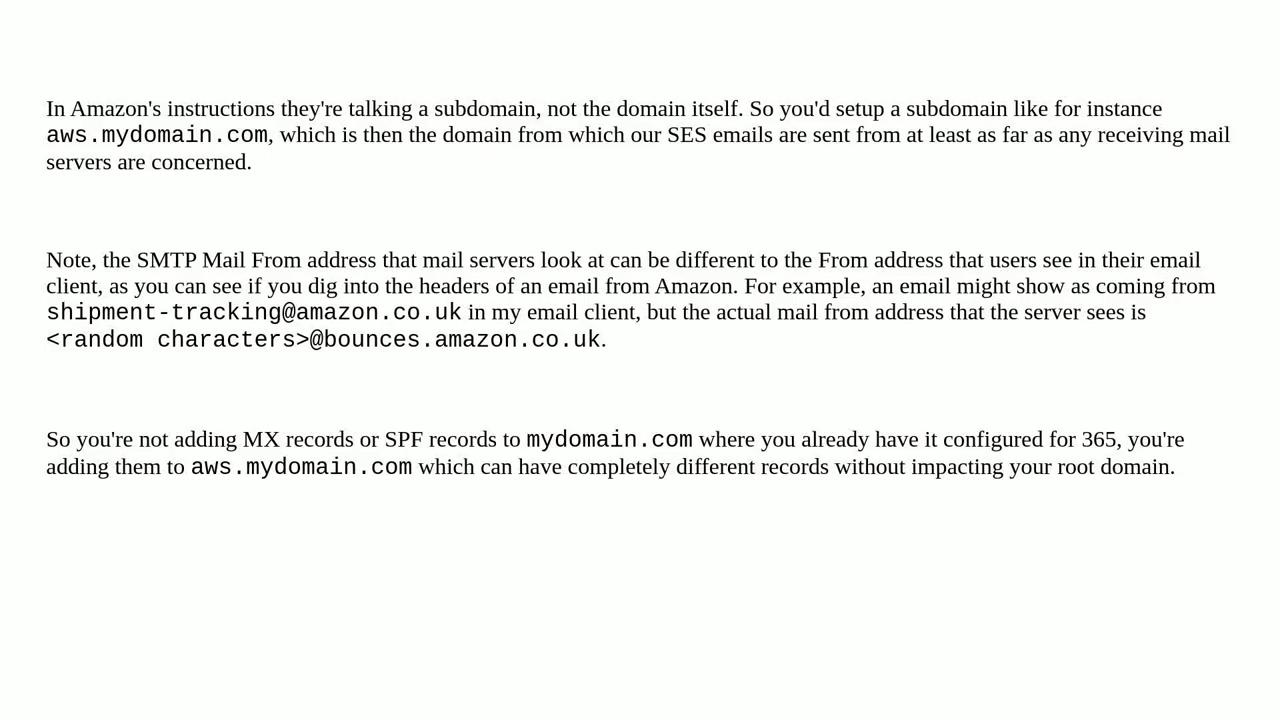 In Amazon's instructions they're talking a subdomain, not the domain itself. So you'd setup a subdomain like for instance
aws.mydomain.com, which is then the domain from which our SES emails are sent from at least as far as any receiving mail
servers are concerned.
Note, the SMTP Mail From address that mail servers look at can be different to the From address that users see in their email
client, as you can see if you dig into the headers of an email from Amazon. For example, an email might show as coming from
shipment-tracking@amazon.co.uk in my email client, but the actual mail from address that the server sees is
<random characters>@bounces.amazon.co.uk.
So you're not adding MX records or SPF records to mydomain.com where you already have it configured for 365, you're
adding them to aws.mydomain.com which can have completely different records without impacting your root domain.